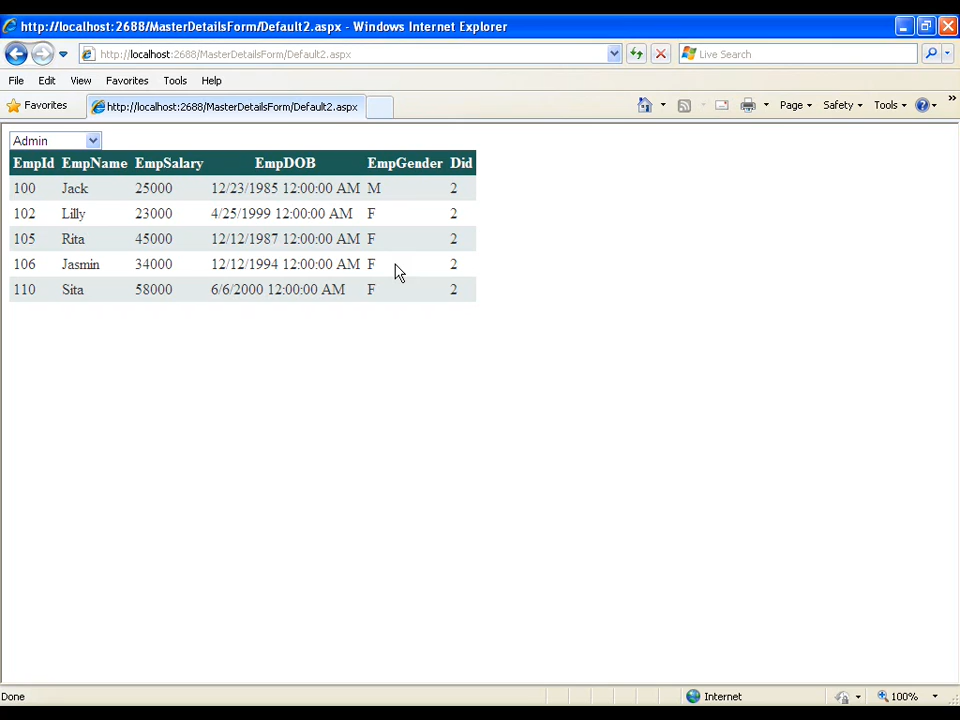 http://localhost:2688/MasterDetailsForm/Default2.aspx - Windows Internet Explorer
http://localhost:2688/MasterDetailsForm/Default2.aspx Live Search
File Edit View Favorites Tools Help
Favorites http://localhost:2688/MasterDetailsForm/Default2.aspx Page Safety Tools »
Admin
EmpId EmpName EmpSalary EmpDOB EmpGender Did
100 Jack 25000 12/23/1985 12:00:00 AM M 2
102 Lilly 23000 4/25/1999 12:00:00 AM F 2
105 Rita 45000 12/12/1987 12:00:00 AM F 2
106 Jasmin 34000 12/12/1994 12:00:00 AM F 2
110 Sita 58000 6/6/2000 12:00:00 AM F 2
Done Internet 100%